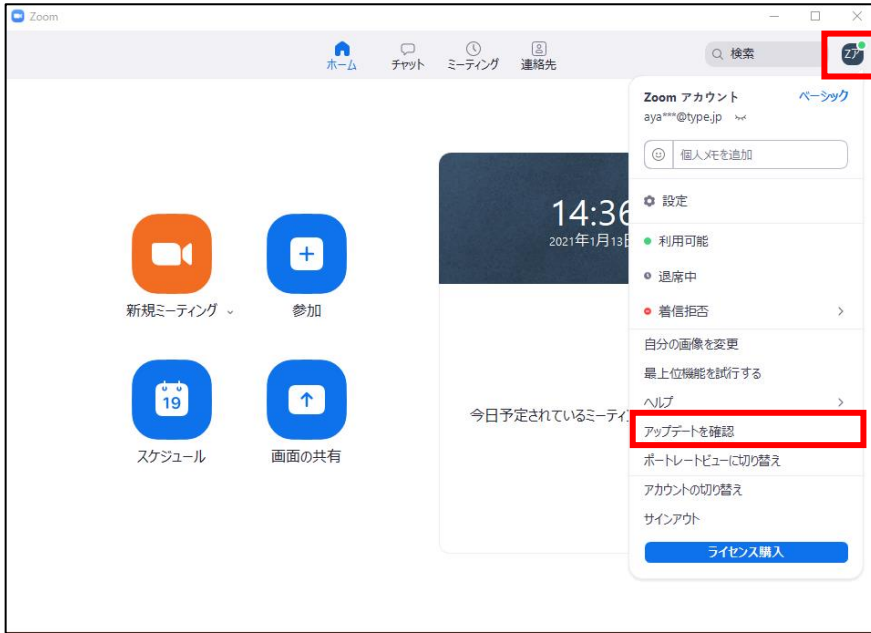 Zoom
ホーム
チャット
ミーティング
連絡先
検索
Zア
新規ミーティング
参加
19
スケジュール
画面の共有
14:36
2021年1月13日
今日予定されているミーティ
Zoom アカウント ベーシック
aya***@type.jp
個人メモを追加
設定
利用可能
退席中
着信拒否
自分の画像を変更
最上位機能を試行する
ヘルプ
アップデートを確認
ポートレートビューに切り替え
アカウントの切り替え
サインアウト
ライセンス購入